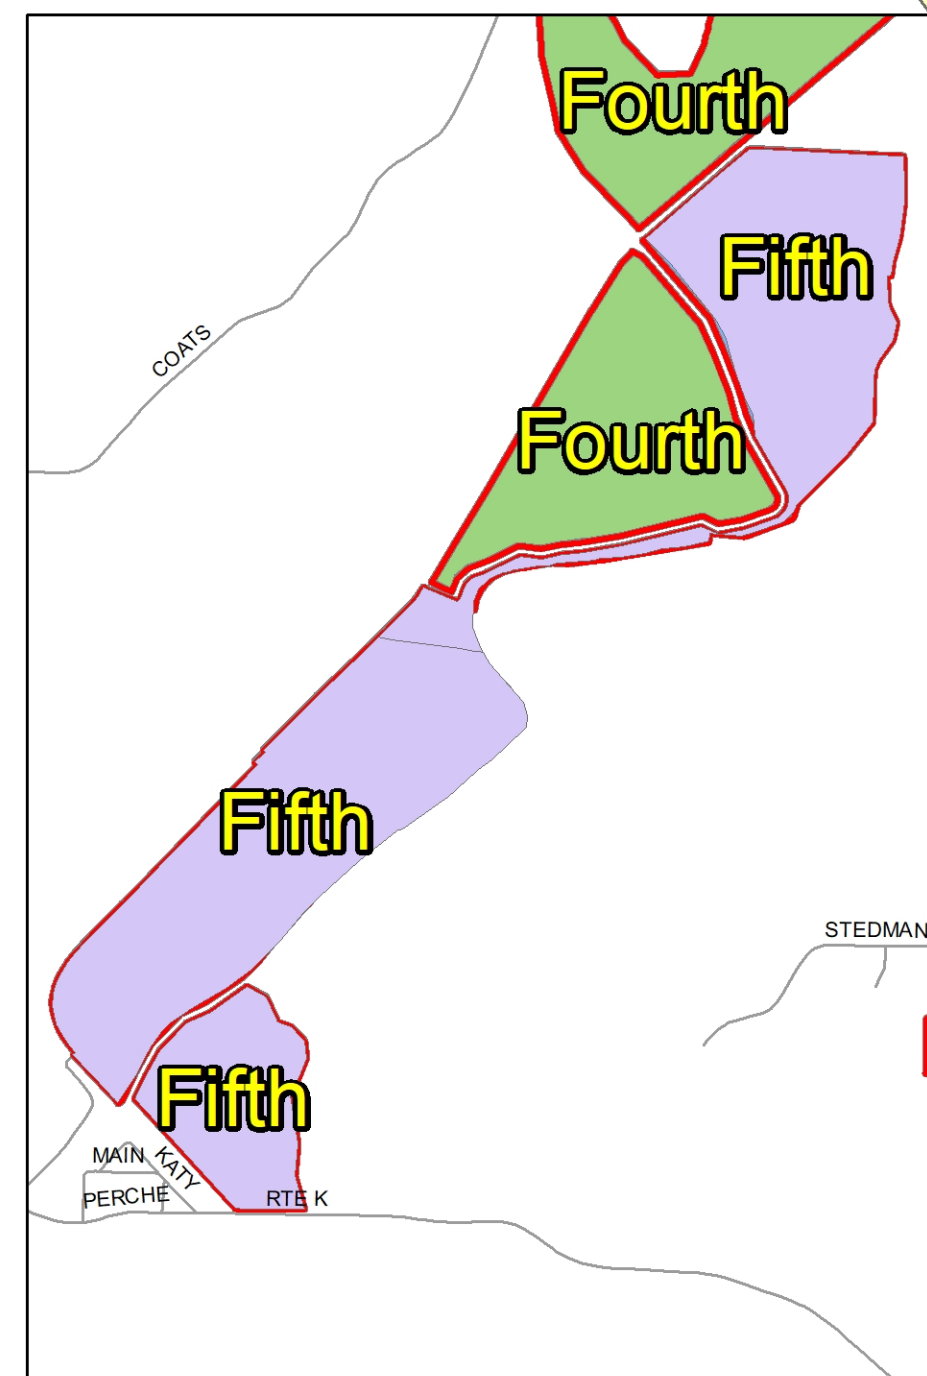 Fourth
Fifth
COATS
Fourth
Fifth
STEDMAN
Fifth
MAIN
KATY
PERCHE
RTE K